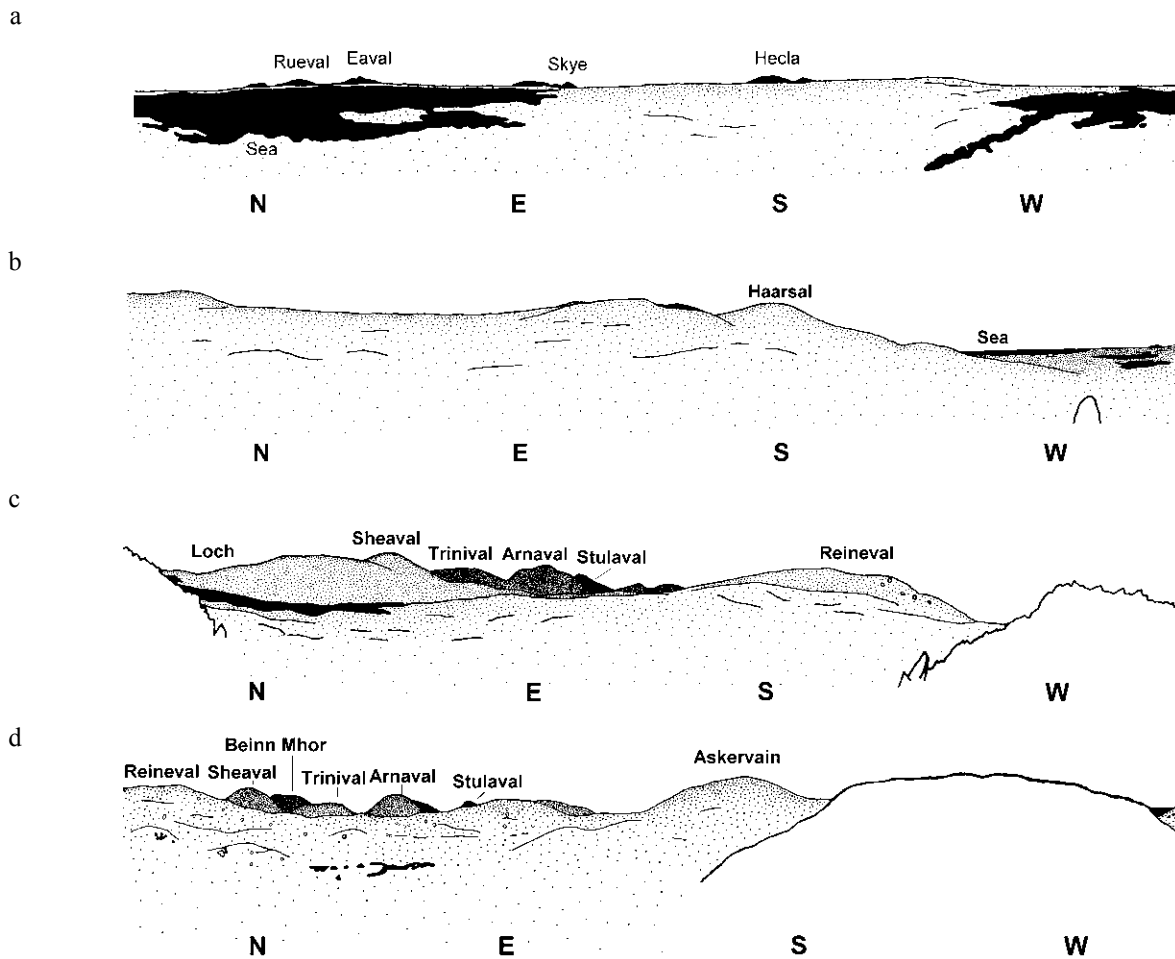 a
Rueval Eaval Skye Hecla
Sea
N E S W
b
Haarsal
Sea
N E S W
c
Loch Sheaval Trinival Arnaval Stulaval Reineval
N E S W
d
Beinn Mhor
Reineval Sheaval Trinival Arnaval Stulaval Askervain
N E S W